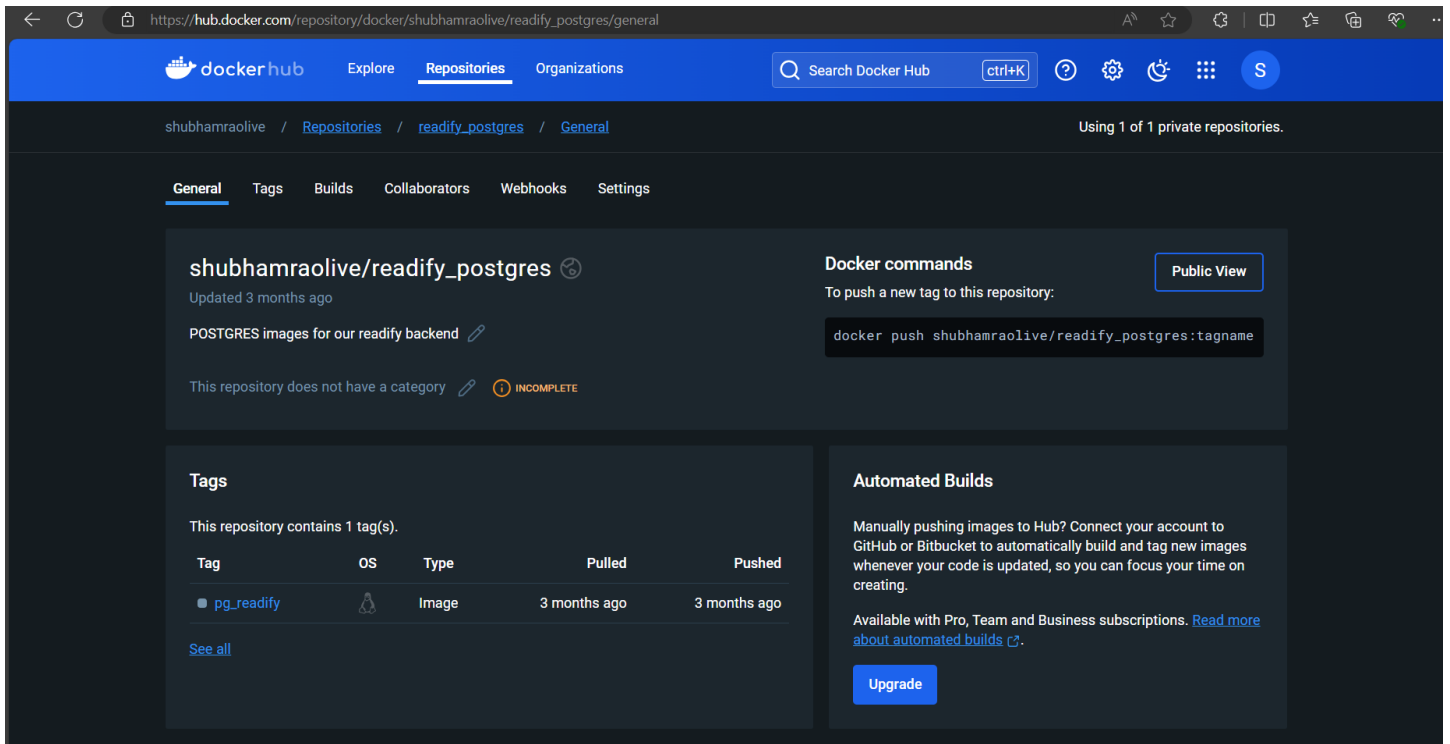 https://hub.docker.com/repository/docker/shubhamraolive/readify_postgres/general
dockerhub Explore Repositories Organizations Search Docker Hub ctrl+K S
shubhamraolive / Repositories / readify_postgres / General Using 1 of 1 private repositories.
General Tags Builds Collaborators Webhooks Settings
shubhamraolive/readify_postgres
Updated 3 months ago
POSTGRES images for our readify backend
This repository does not have a category INCOMPLETE
Docker commands
Public View
To push a new tag to this repository:
docker push shubhamraolive/readify_postgres:tagname
Tags
This repository contains 1 tag(s).
Tag OS Type Pulled Pushed
pg_readify Image 3 months ago 3 months ago
See all
Automated Builds
Manually pushing images to Hub? Connect your account to
GitHub or Bitbucket to automatically build and tag new images
whenever your code is updated, so you can focus your time on
creating.
Available with Pro, Team and Business subscriptions. Read more
about automated builds.
Upgrade